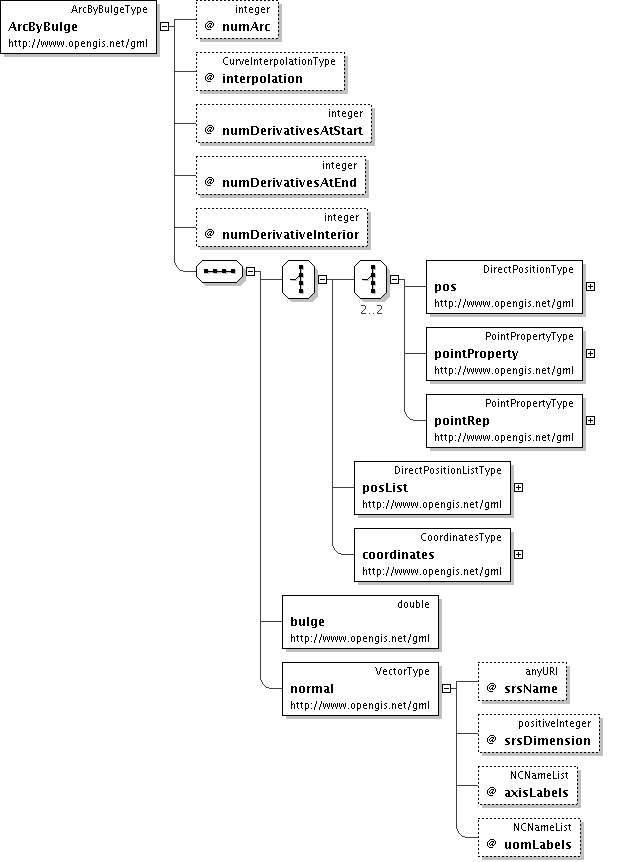 ArcByBulgeType
ArcByBulge
http://www.opengis.net/gml
integer
@ numArc
CurveInterpolationType
@ interpolation
integer
@ numDerivativesAtStart
integer
@ numDerivativesAtEnd
integer
@ numDerivativeInterior
2..2
DirectPositionType
pos
http://www.opengis.net/gml
PointPropertyType
pointProperty
http://www.opengis.net/gml
PointPropertyType
pointRep
http://www.opengis.net/gml
DirectPositionListType
posList
http://www.opengis.net/gml
CoordinatesType
coordinates
http://www.opengis.net/gml
double
bulge
http://www.opengis.net/gml
VectorType
normal
http://www.opengis.net/gml
anyURI
@ srsName
positiveInteger
@ srsDimension
NCNameList
@ axisLabels
NCNameList
@ uomLabels